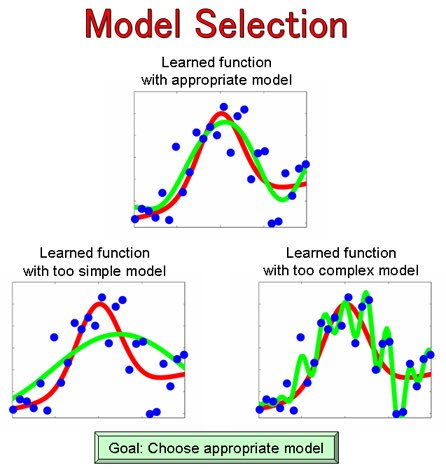 Model Selection
Learned function
with appropriate model
Learned function
with too simple model
Learned function
with too complex model
Goal: Choose appropriate model